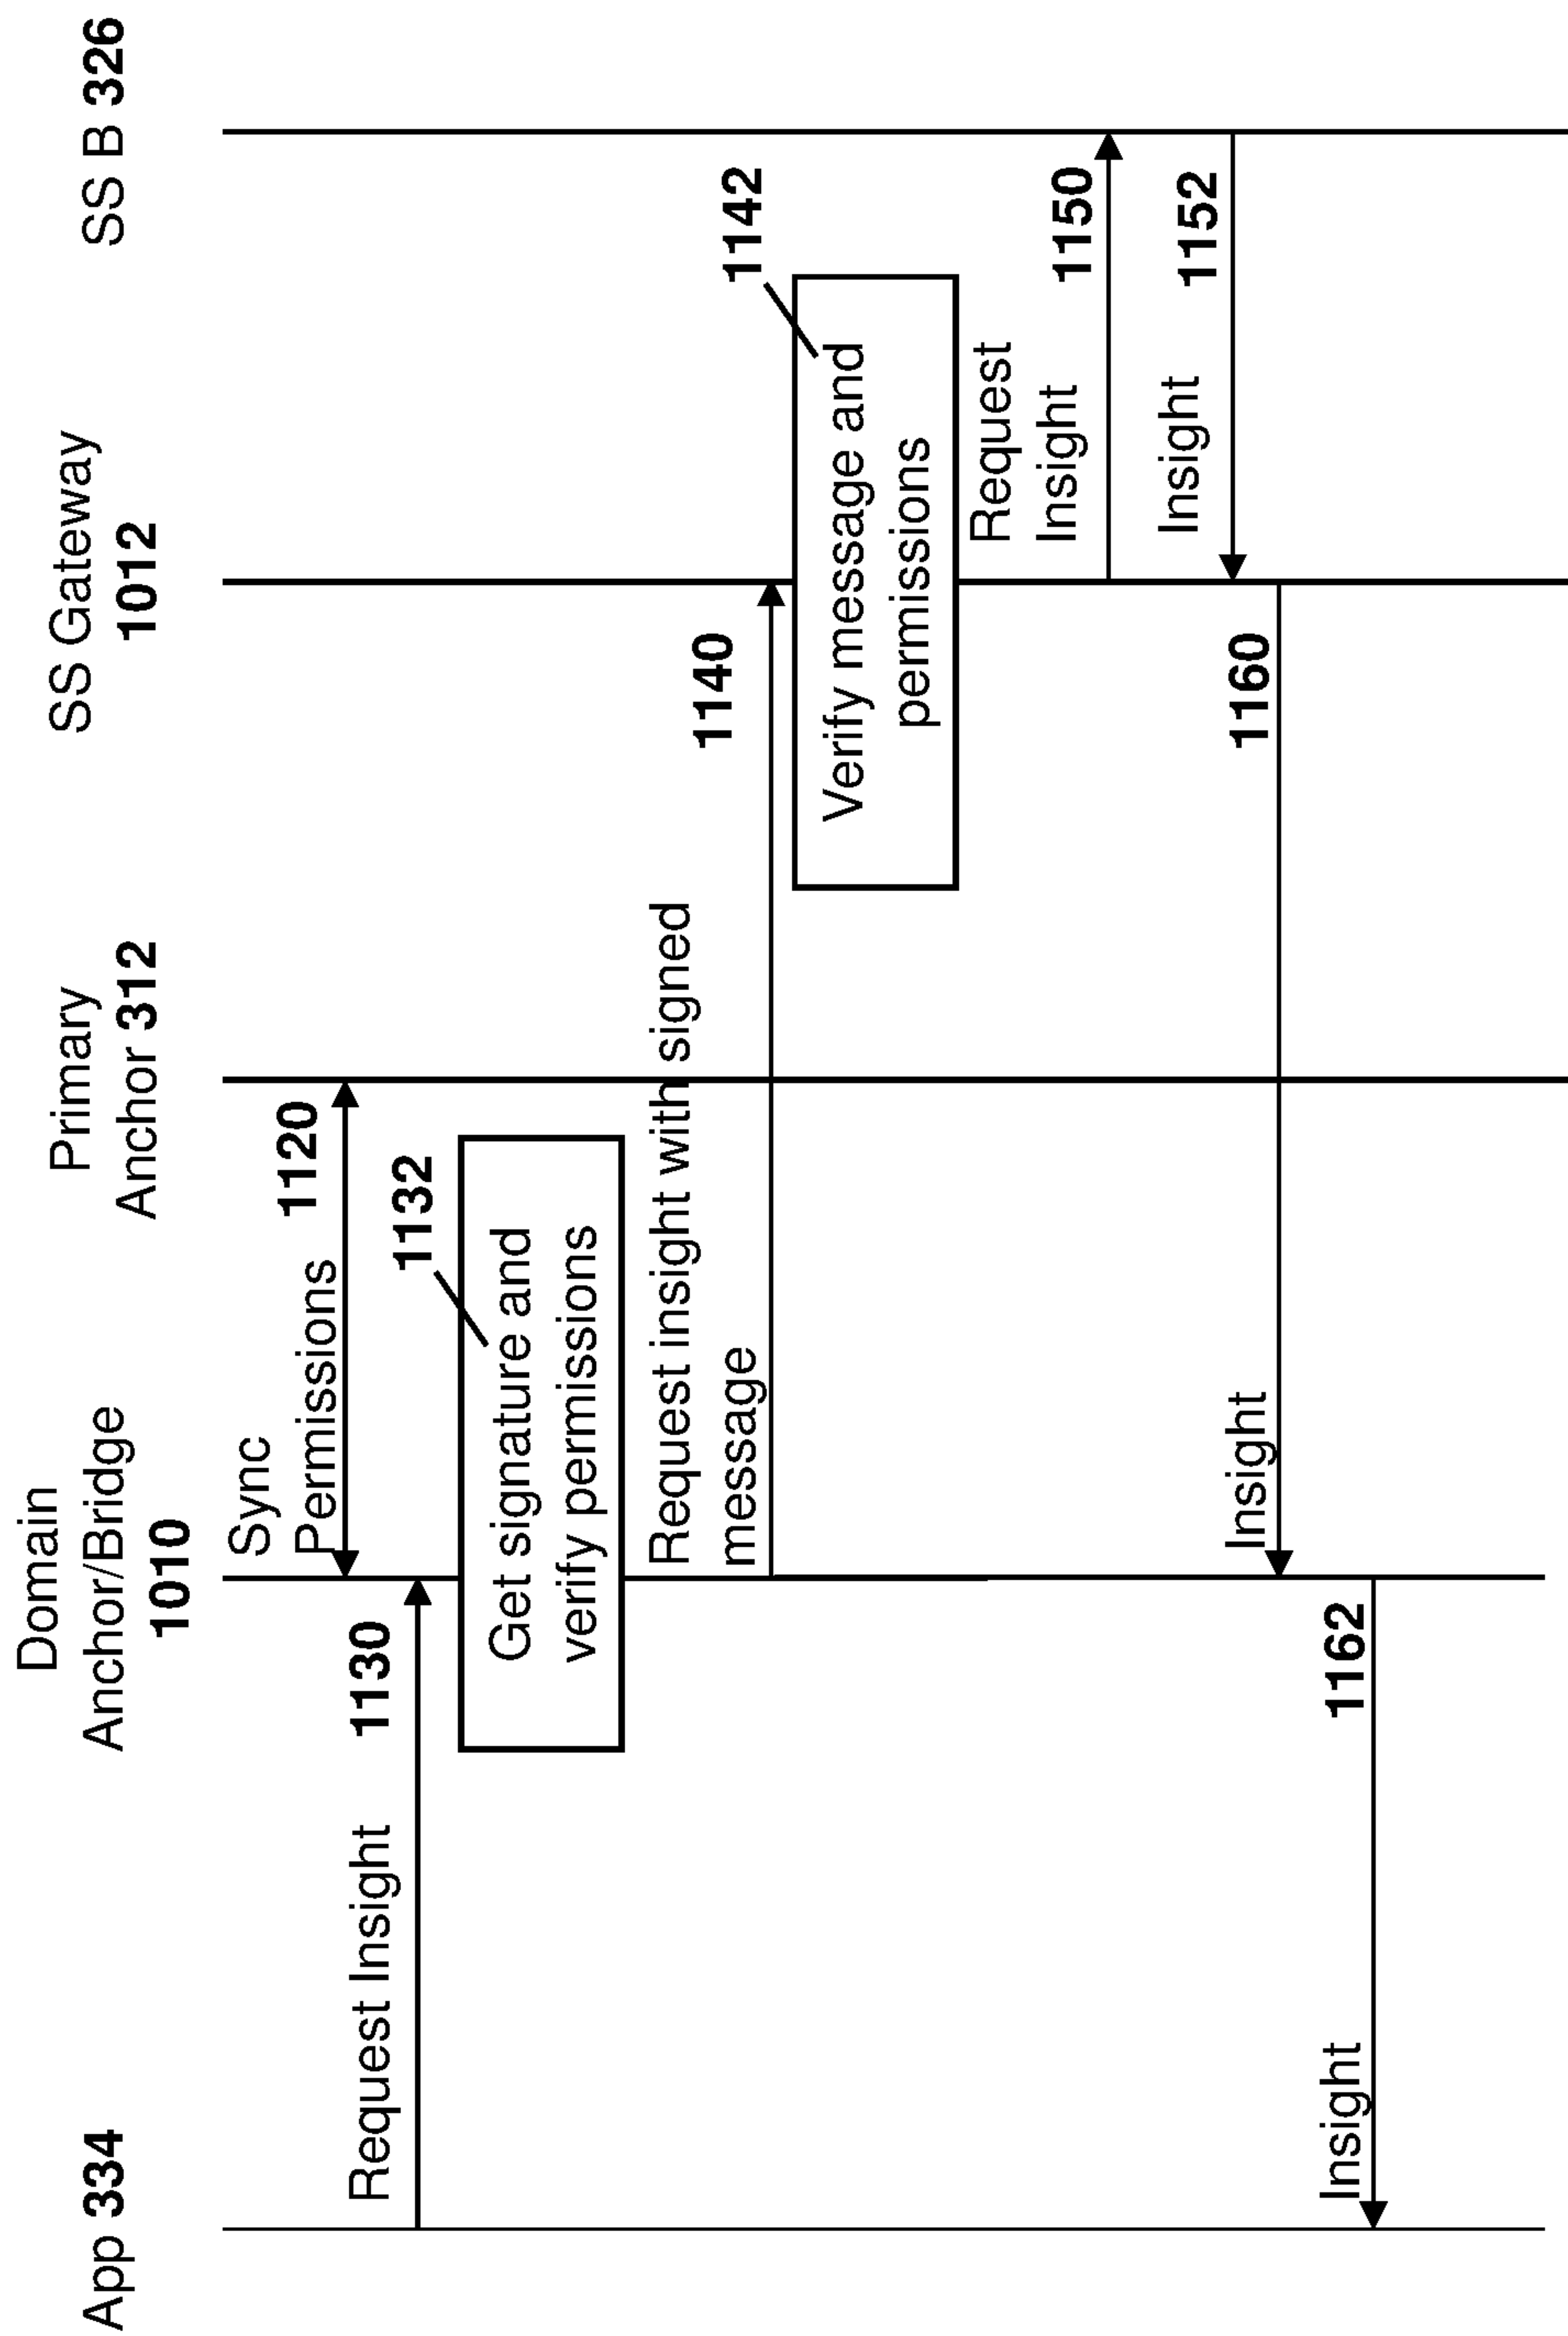 App 334
Domain
Anchor/Bridge
1010
Primary
Anchor 312
SS Gateway
1012
SS B 326
Sync
Permissions
1120
Request Insight
1130
1132
Get signature and
verify permissions
Request insight with signed
message
1140
1142
Verify message and
permissions
Request
Insight
1150
Insight
1152
Insight
1160
Insight
1162